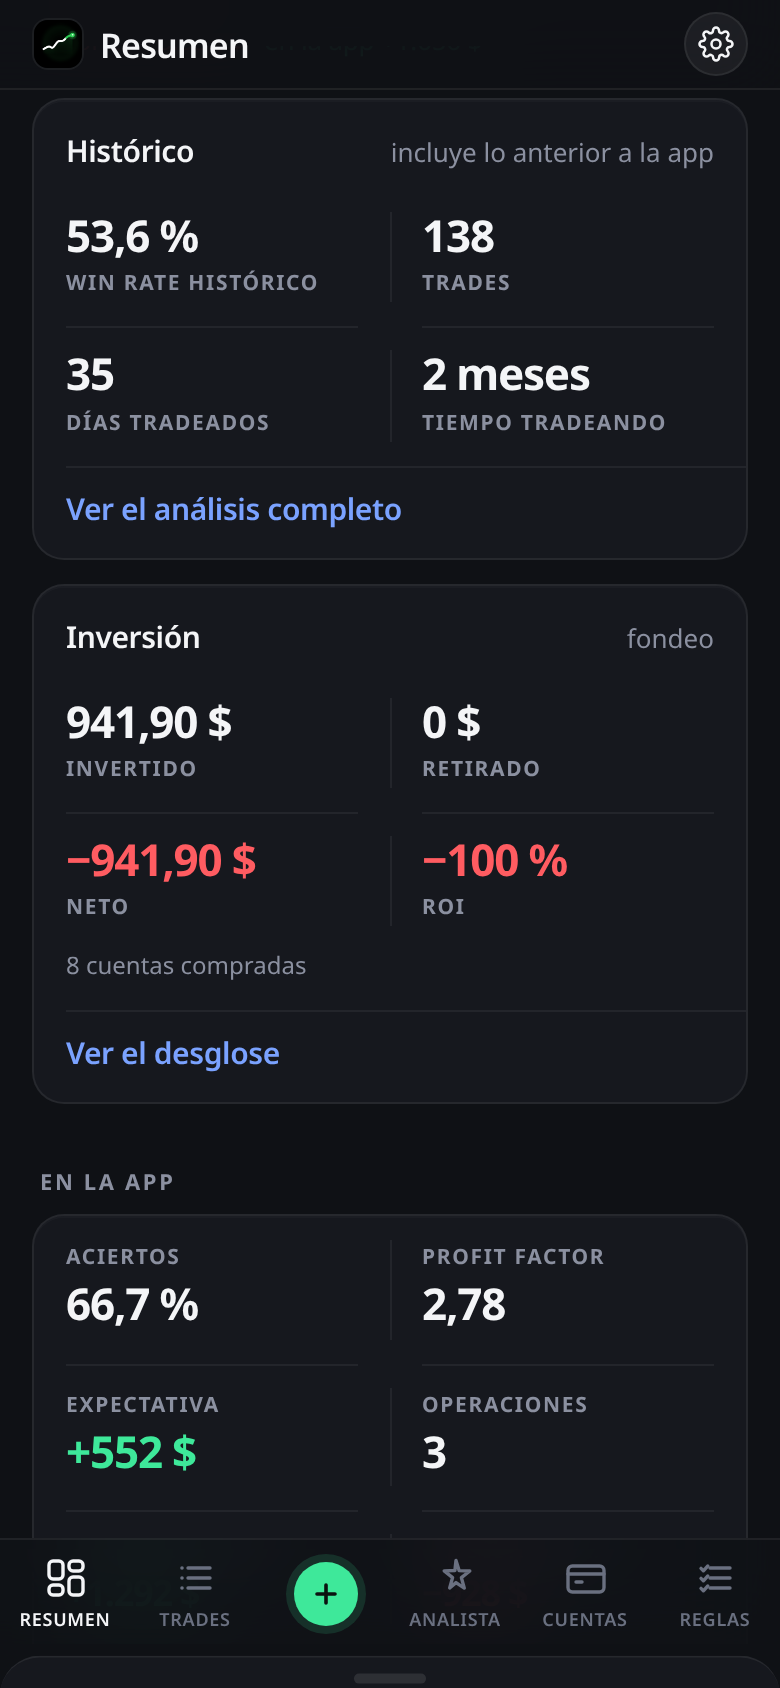 Resumen
Histórico
incluye lo anterior a la app
53,6 %
138
WIN RATE HISTÓRICO
TRADES
35
2 meses
DÍAS TRADEADOS
TIEMPO TRADEANDO
Ver el análisis completo
Inversión
fondeo
941,90 $
0 $
INVERTIDO
RETIRADO
−941,90 $
−100 %
NETO
ROI
8 cuentas compradas
Ver el desglose
EN LA APP
ACIERTOS
PROFIT FACTOR
66,7 %
2,78
EXPECTATIVA
OPERACIONES
+552 $
3
RESUMEN
TRADES
ANALISTA
CUENTAS
REGLAS